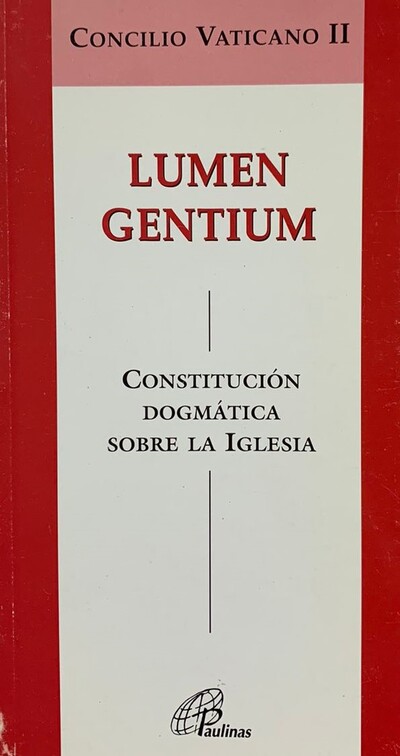 CONCILIO VATICANO II
LUMEN
GENTIUM
CONSTITUCIÓN
DOGMÁTICA
SOBRE LA IGLESIA
Paulinas